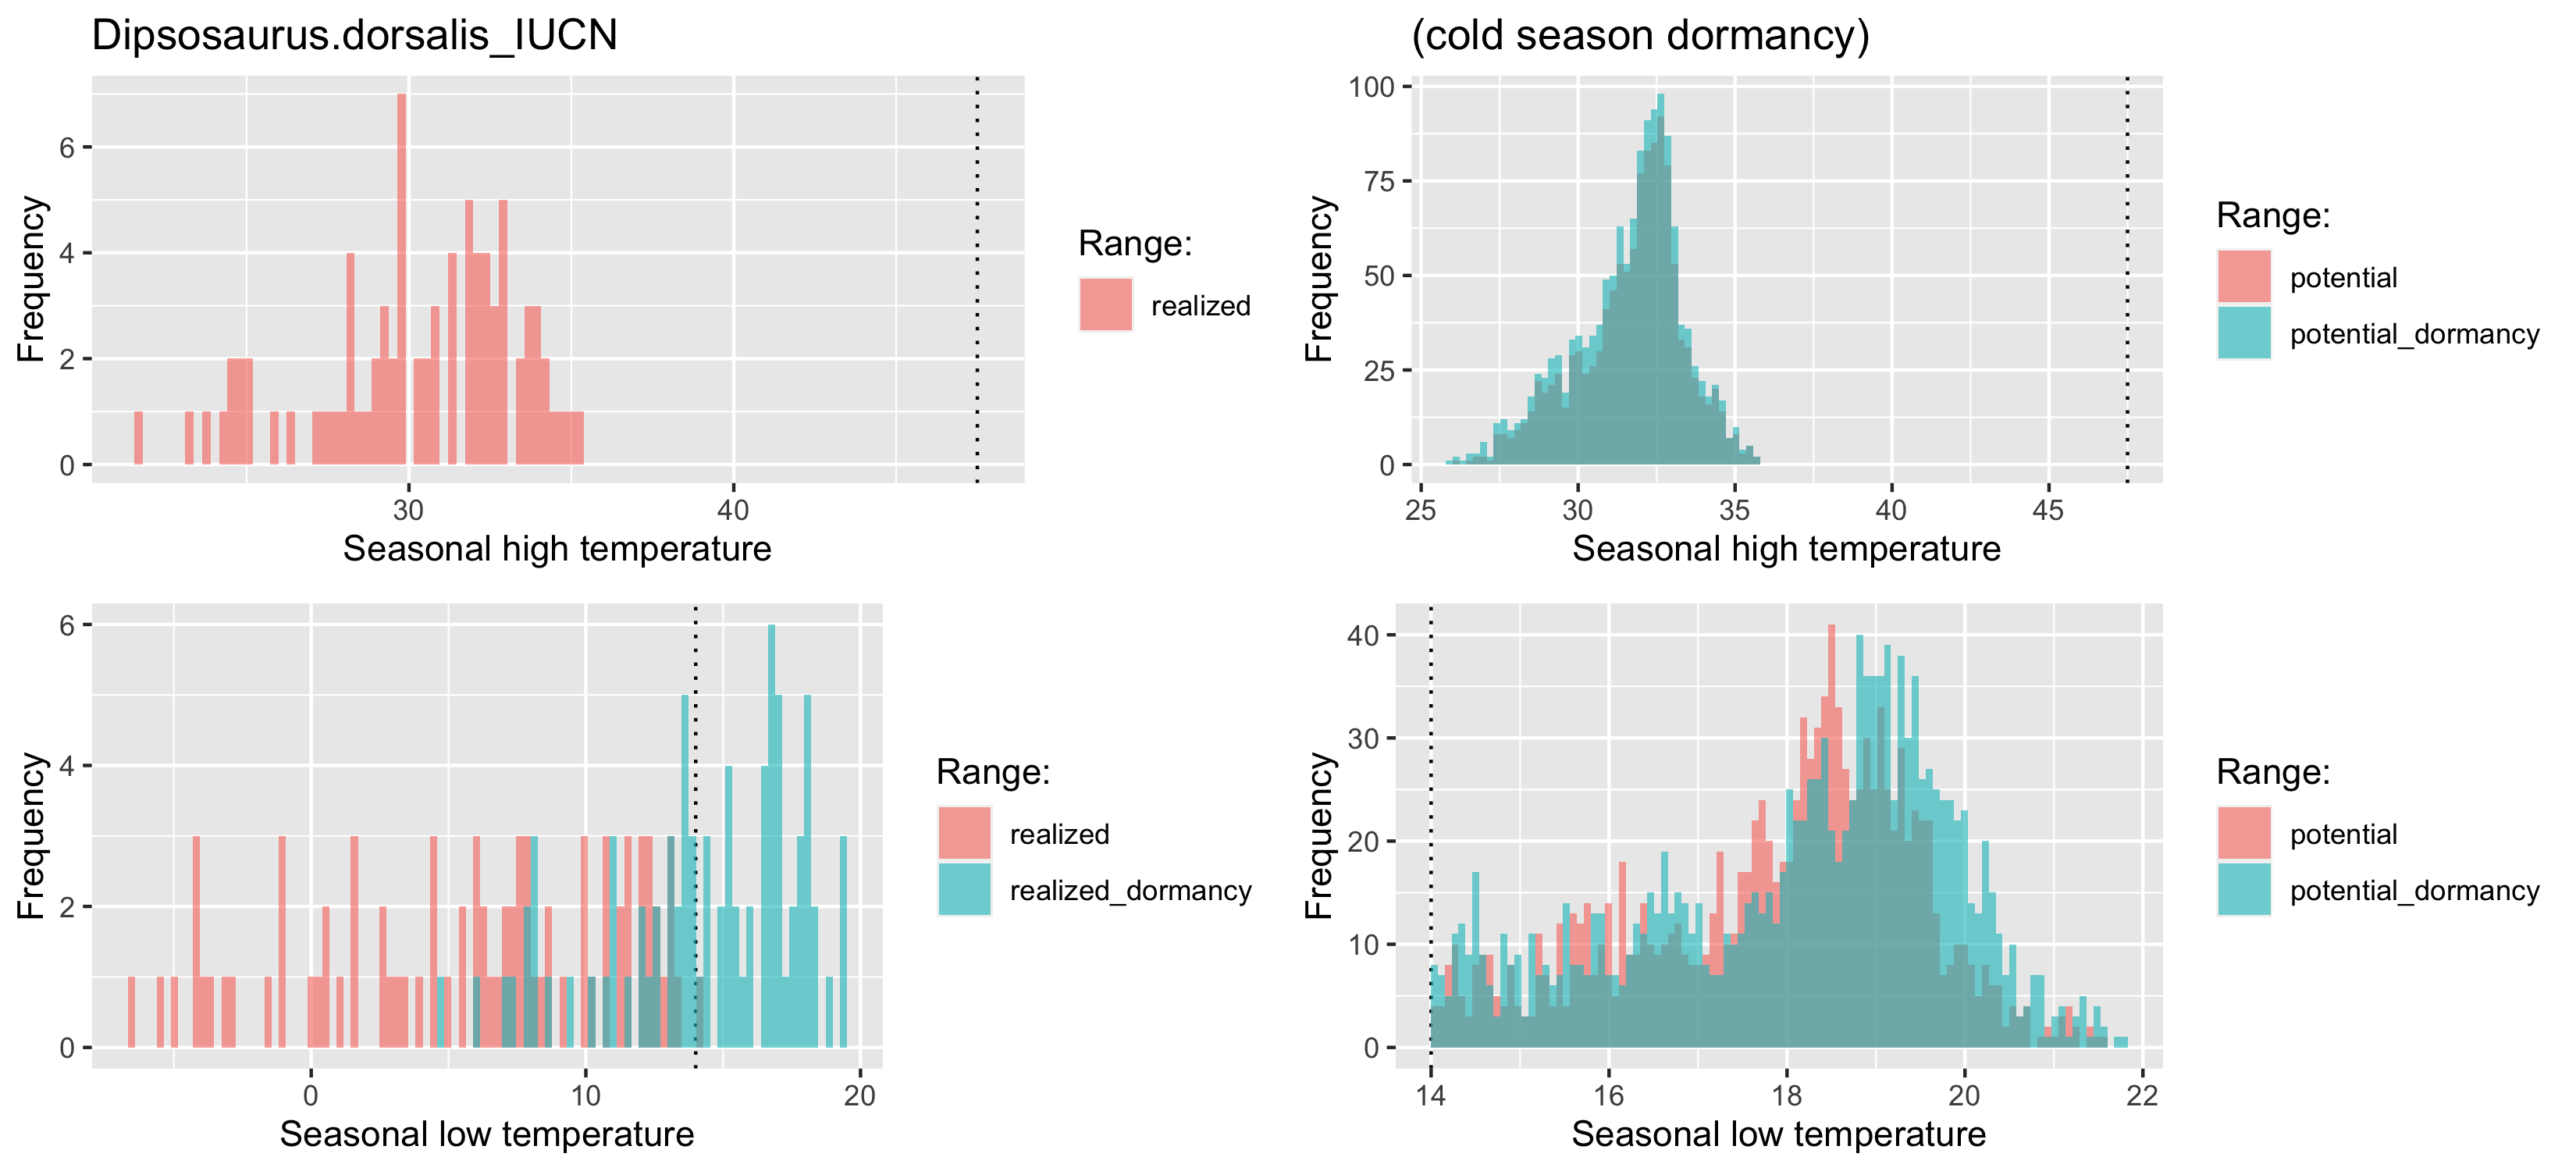 Dipsosaurus.dorsalis_IUCN
Frequency
6
4
2
0
30
40
Seasonal high temperature
Range:
realized
(cold season dormancy)
Frequency
100
75
50
25
0
25
30
35
40
45
Seasonal high temperature
Range:
potential
potential_dormancy
Frequency
6
4
2
0
0
10
20
Seasonal low temperature
Range:
realized
realized_dormancy
Frequency
40
30
20
10
0
14
16
18
20
22
Seasonal low temperature
Range:
potential
potential_dormancy